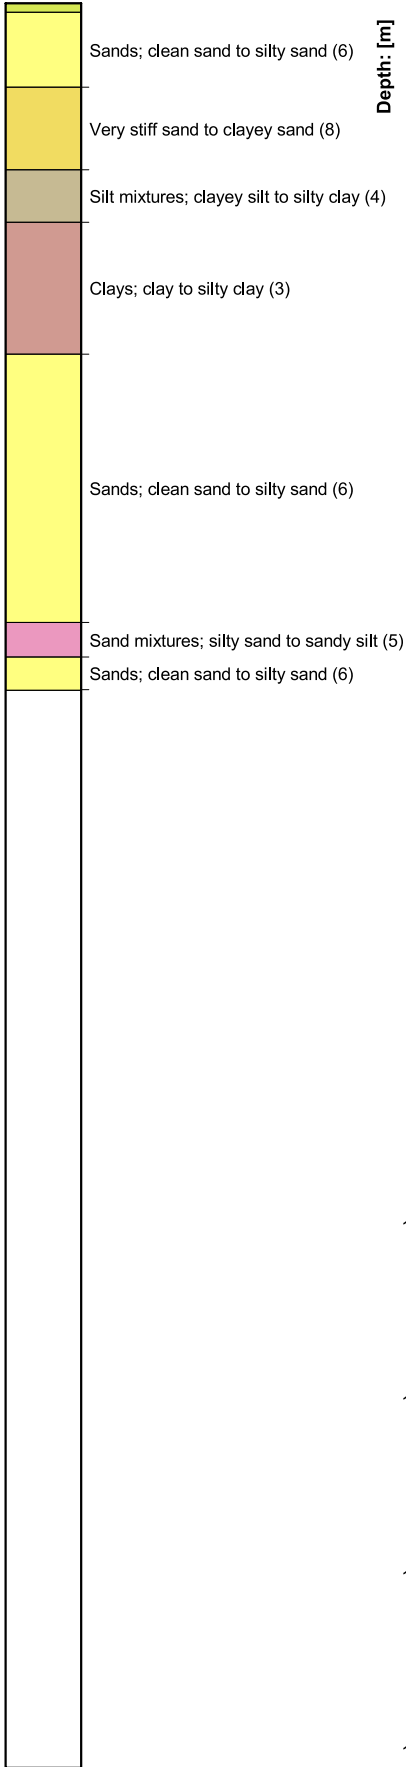 Depth: [m]
Sands; clean sand to silty sand (6)
Very stiff sand to clayey sand (8)
Silt mixtures; clayey silt to silty clay (4)
Clays; clay to silty clay (3)
Sands; clean sand to silty sand (6)
Sand mixtures; silty sand to sandy silt (5)
Sands; clean sand to silty sand (6)